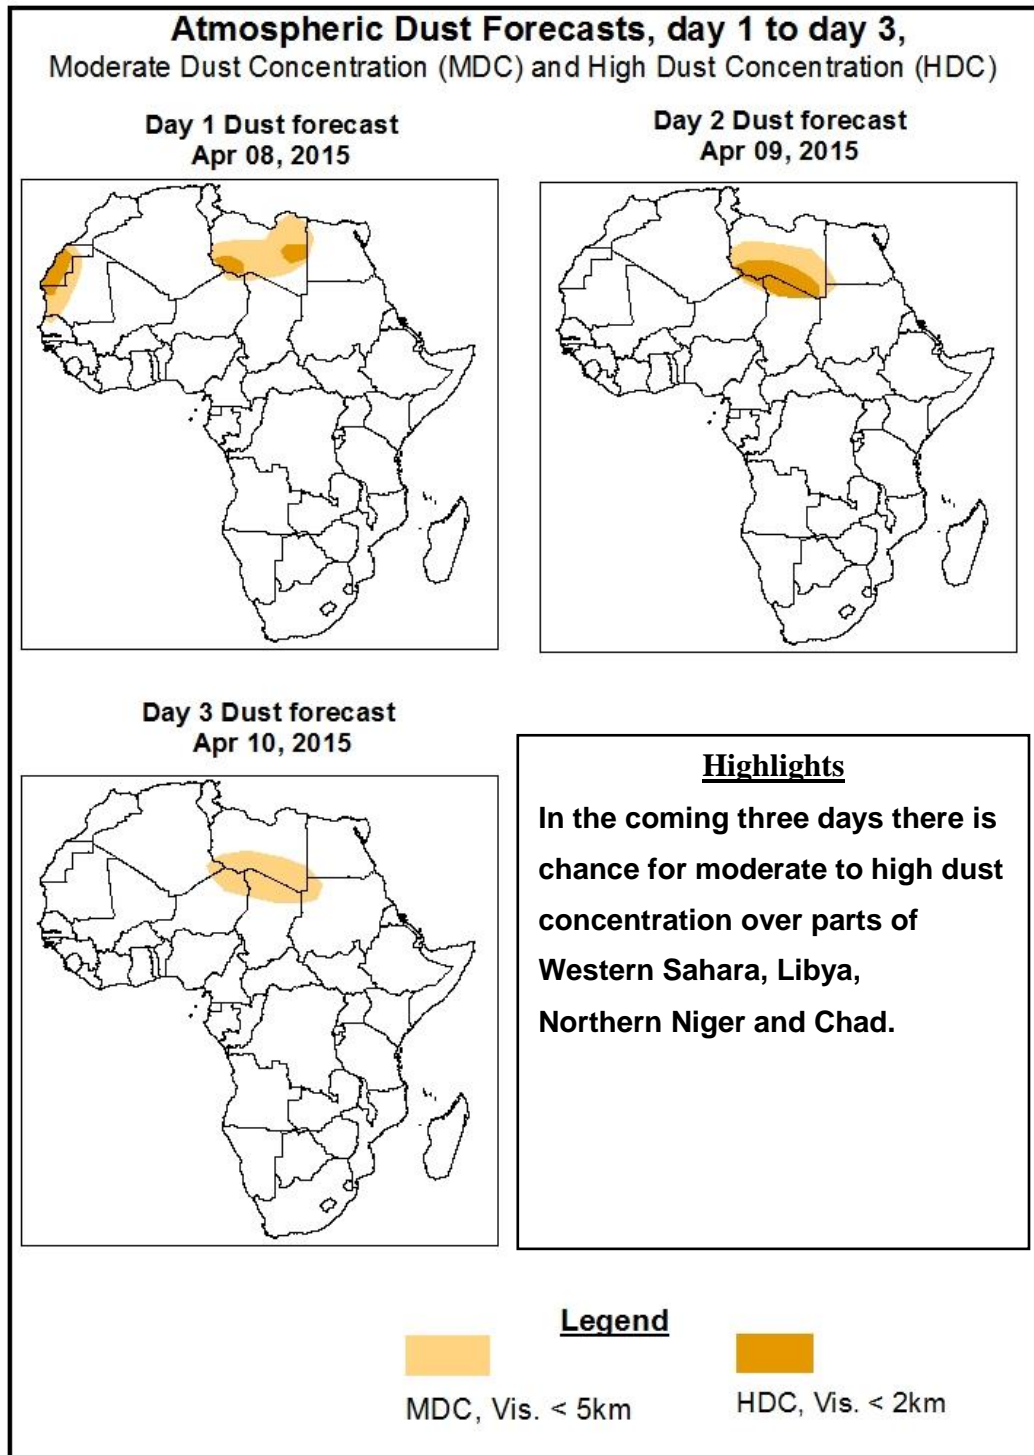 Atmospheric Dust Forecasts, day 1 to day 3,
Moderate Dust Concentration (MDC) and High Dust Concentration (HDC)
Day 1 Dust forecast
Apr 08, 2015
Day 2 Dust forecast
Apr 09, 2015
Day 3 Dust forecast
Apr 10, 2015
Highlights
In the coming three days there is
chance for moderate to high dust
concentration over parts of
Western Sahara, Libya,
Northern Niger and Chad.
Legend
MDC, Vis. < 5km
HDC, Vis. < 2km